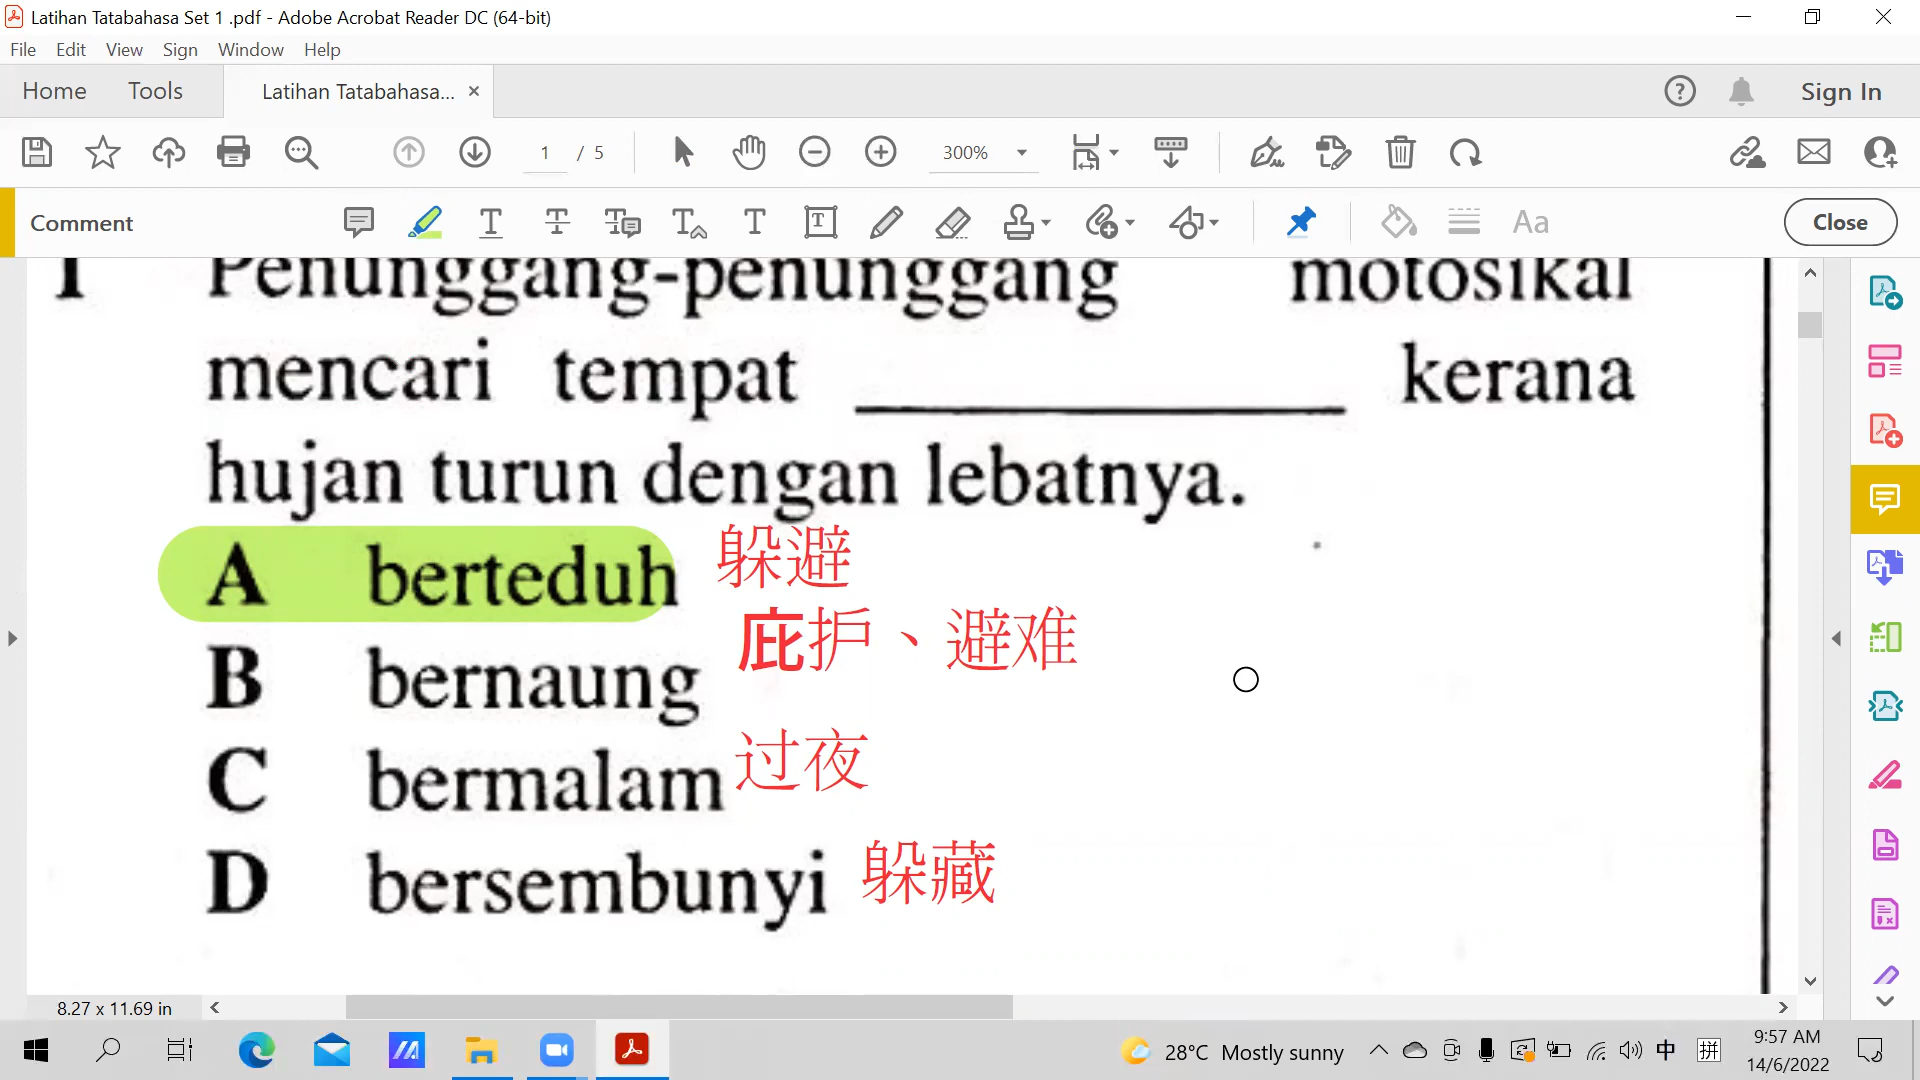 Latihan Tatabahasa Set 1 .pdf - Adobe Acrobat Reader DC (64-bit)
File Edit View Sign Window Help
Home Tools Latihan Tatabahasa... × Sign In
1 / 5 300%
Comment Close
1 Penunggang-penunggang motosikal
mencari tempat ____________ kerana
hujan turun dengan lebatnya.
A berteduh 躲避
庇护、避难
B bernaung
C bermalam 过夜
D bersembunyi 躲藏
8.27 x 11.69 in
28°C Mostly sunny 中 拼 9:57 AM
14/6/2022